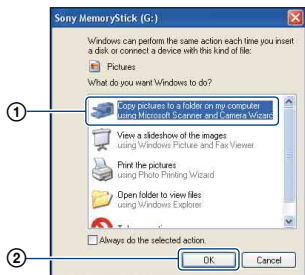 Sony MemoryStick (G:)
Windows can perform the same action each time you insert
a disk or connect a device with this kind of file:
Pictures
What do you want Windows to do?
① Copy pictures to a folder on my computer
using Microsoft Scanner and Camera Wizard
View a slideshow of the images
using Windows Picture and Fax Viewer
Print the pictures
using Photo Printing Wizard
Open folder to view files
using Windows Explorer
Always do the selected action.
② OK Cancel